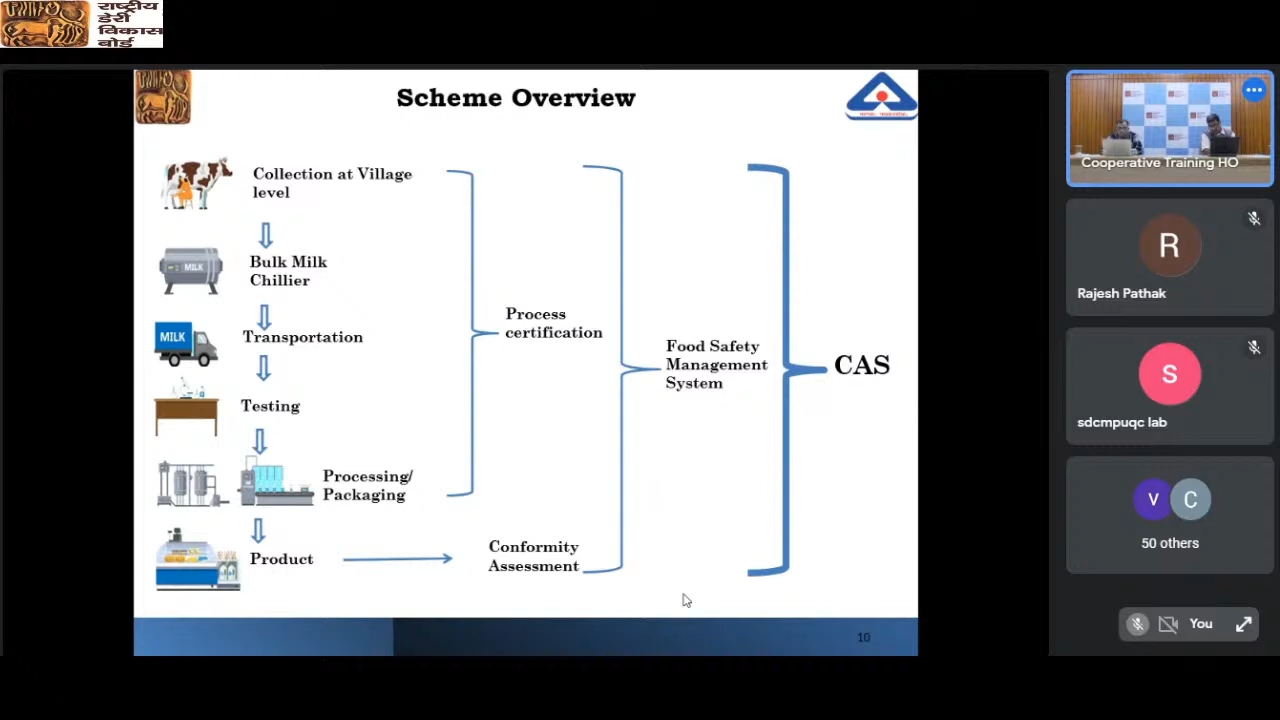 राष्ट्रीय
डेरी
विकास
बोर्ड
Scheme Overview
Collection at Village
level
Bulk Milk
Chillier
MILK
Transportation
MILK
Testing
Processing/
Packaging
Product
Process
certification
Conformity
Assessment
Food Safety
Management
System
CAS
10
Cooperative Training HO
R
Rajesh Pathak
S
sdcmpuqc lab
V
C
50 others
You